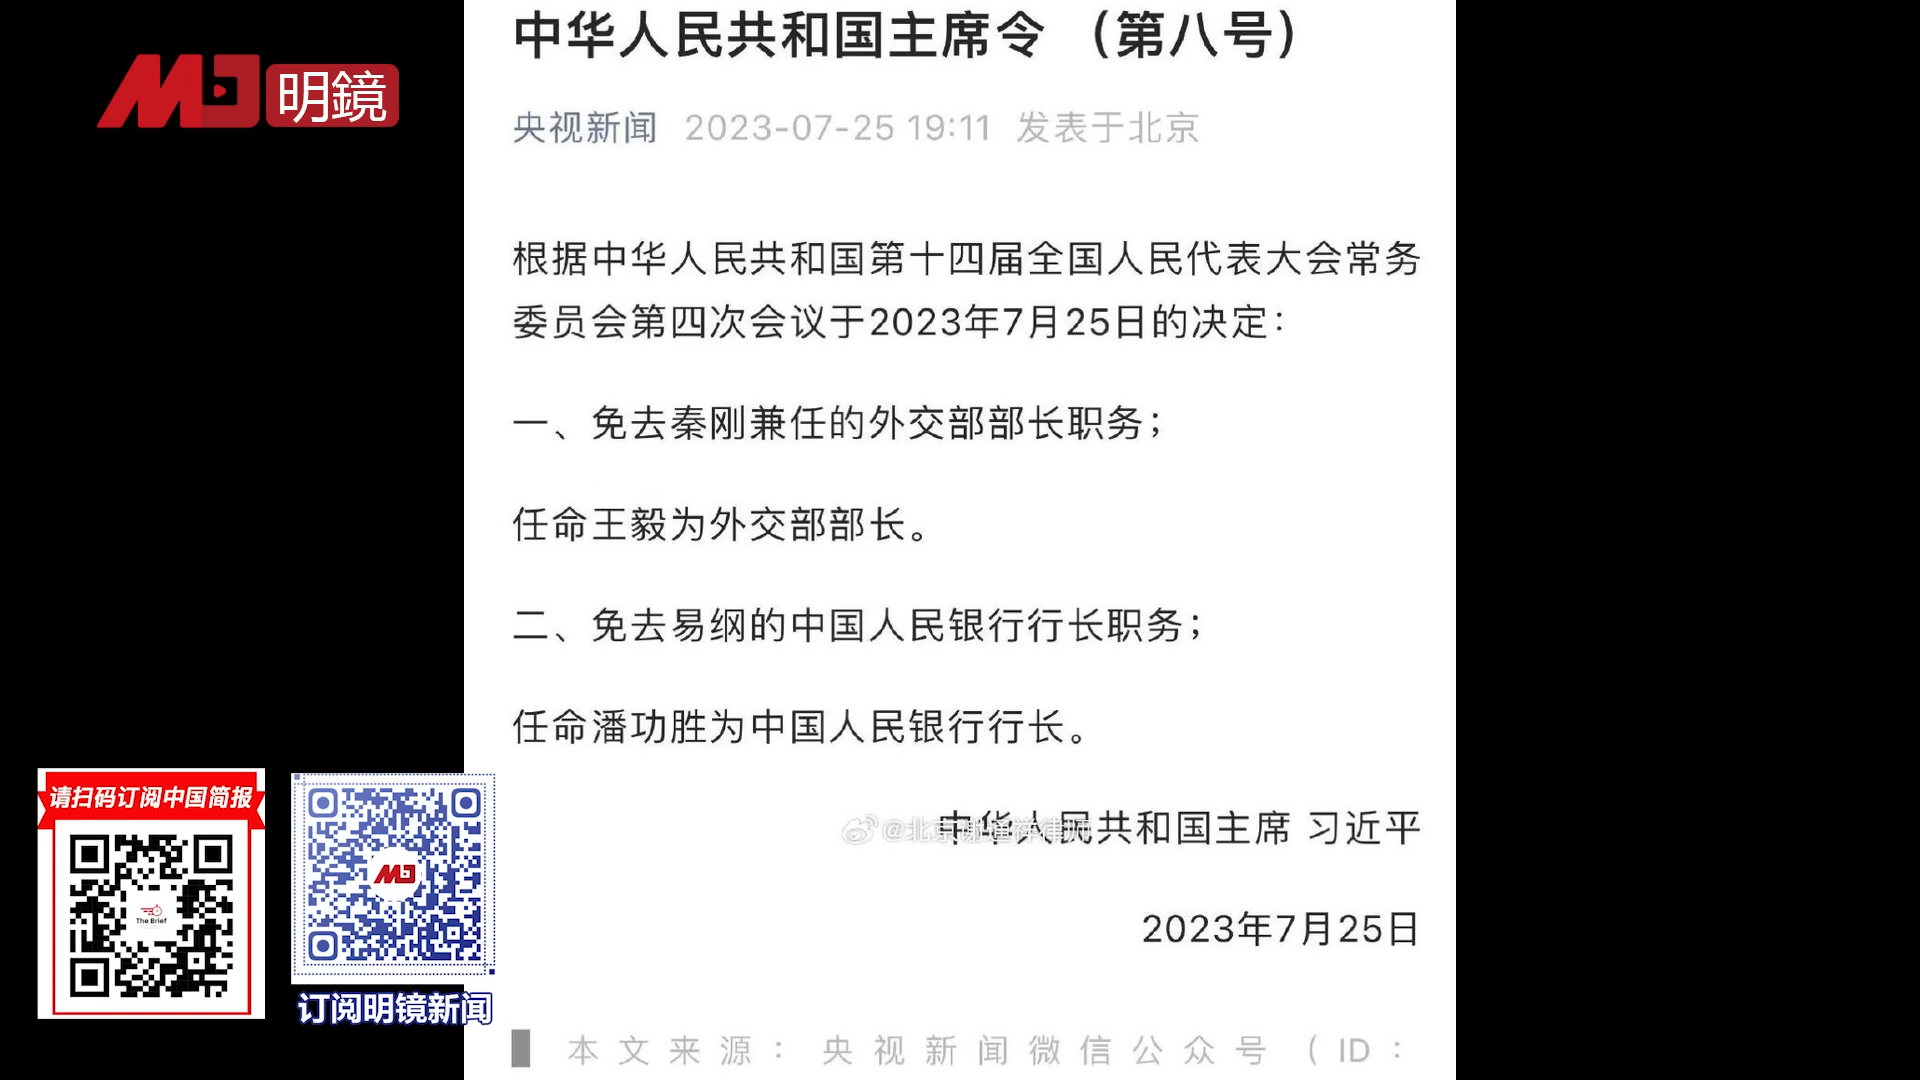 中华人民共和国主席令 （第八号）
明鏡
央视新闻 2023-07-25 19:11 发表于北京
根据中华人民共和国第十四届全国人民代表大会常务
委员会第四次会议于2023年7月25日的决定：
一、免去秦刚兼任的外交部部长职务；
任命王毅为外交部部长。
二、免去易纲的中国人民银行行长职务；
任命潘功胜为中国人民银行行长。
中华人民共和国主席 习近平
2023年7月25日
请扫码订阅中国简报
The Brief
订阅明镜新闻
本文来源：央视新闻微信公众号（ID：